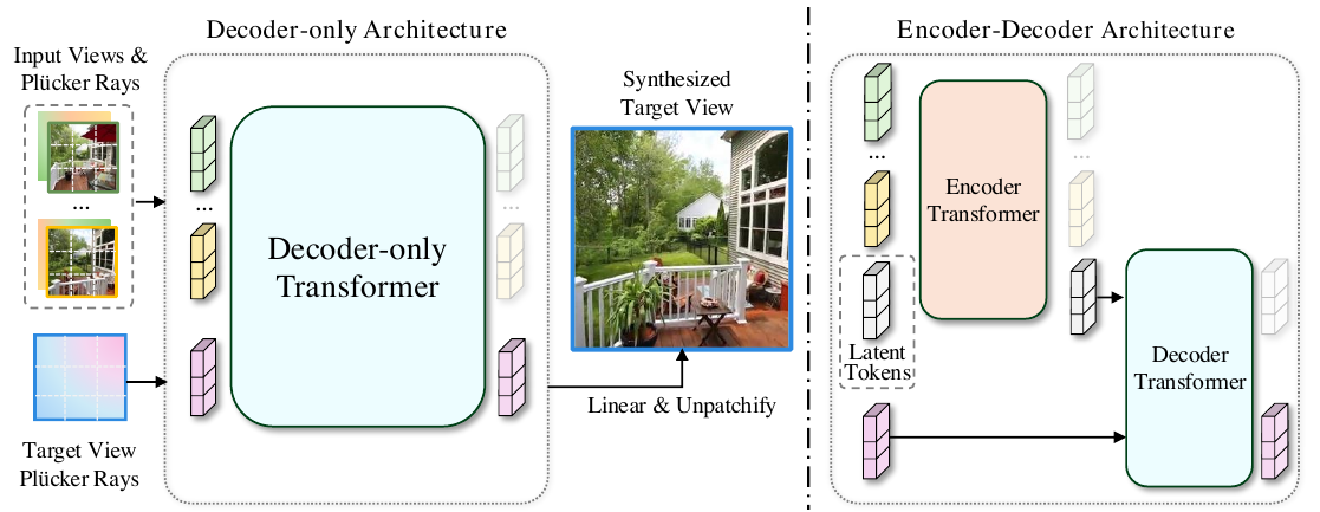 Decoder-only Architecture
Input Views &
Plücker Rays
...
Target View
Plücker Rays
...
Decoder-only
Transformer
...
Synthesized
Target View
Linear & Unpatchify
Encoder-Decoder Architecture
...
Encoder
Transformer
...
Latent
Tokens
Decoder
Transformer